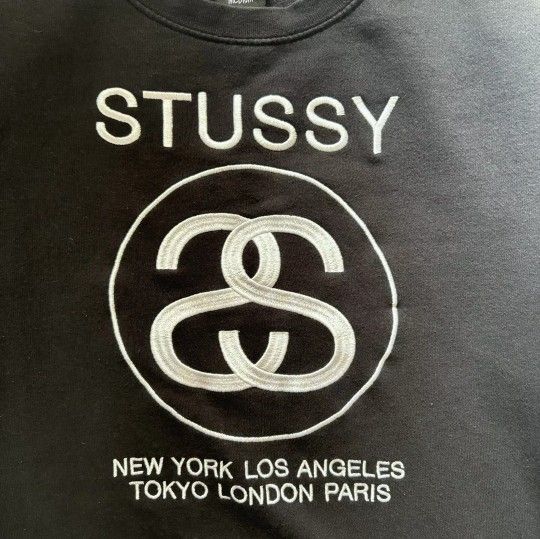 STUSSY
NEW YORK LOS ANGELES
TOKYO LONDON PARIS